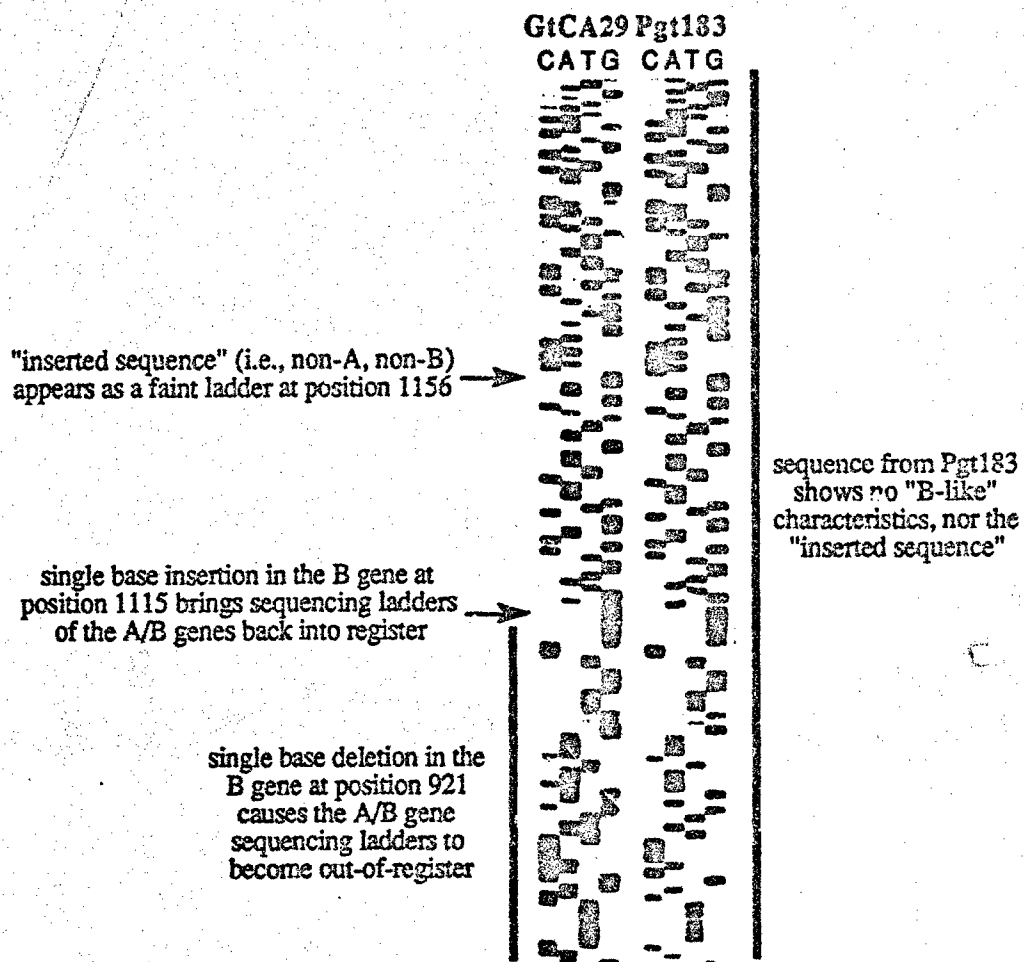 GtCA29 Pgt183
CATG CATG
"inserted sequence" (i.e., non-A, non-B)
appears as a faint ladder at position 1156
sequence from Pgt183
shows no "B-like"
characteristics, nor the
"inserted sequence"
single base insertion in the B gene at
position 1115 brings sequencing ladders
of the A/B genes back into register
single base deletion in the
B gene at position 921
causes the A/B gene
sequencing ladders to
become out-of-register